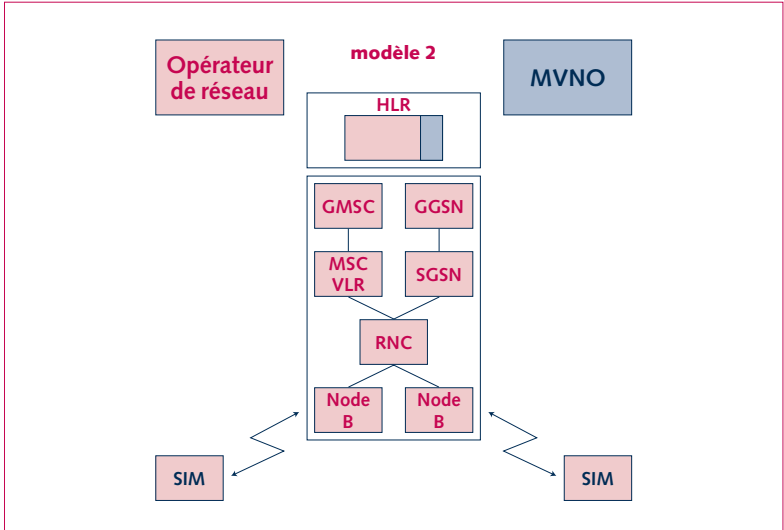 modèle 2
Opérateur
de réseau
MVNO
HLR
GMSC
GGSN
MSC
VLR
SGSN
RNC
Node
B
Node
B
SIM
SIM